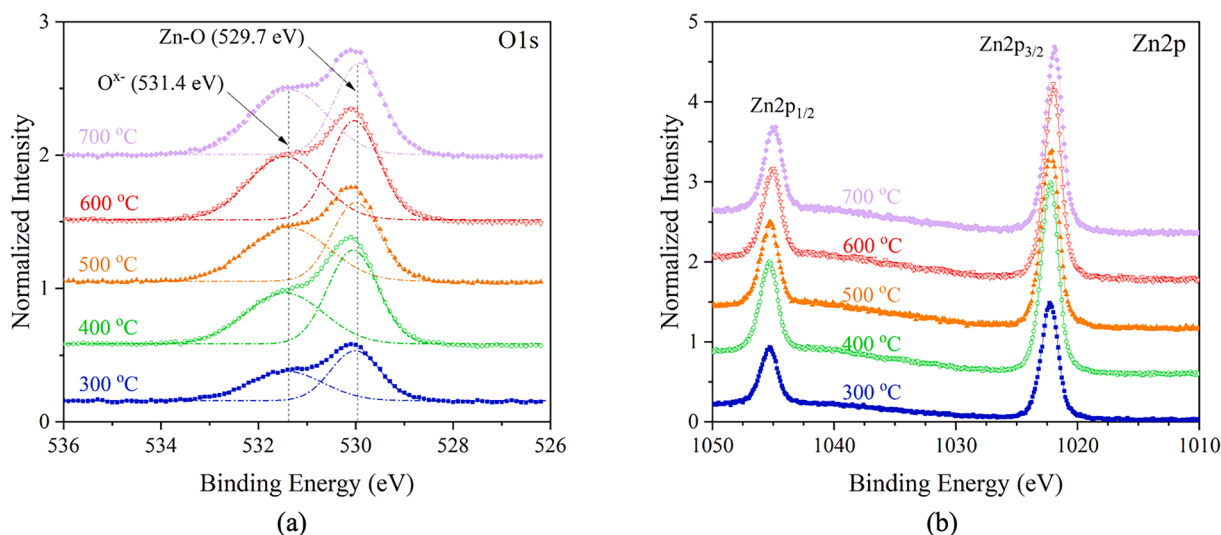 3
Zn-O (529.7 eV)
O1s
Oˣ⁻ (531.4 eV)
700 ᵒC
2
600 ᵒC
500 ᵒC
1
400 ᵒC
300 ᵒC
0
536 534 532 530 528 526
Normalized Intensity
Binding Energy (eV)
(a)
5
Zn2p₃/₂
Zn2p
4
Zn2p₁/₂
3
700 ᵒC
600 ᵒC
2
500 ᵒC
1
400 ᵒC
300 ᵒC
0
1050 1040 1030 1020 1010
Normalized Intensity
Binding Energy (eV)
(b)